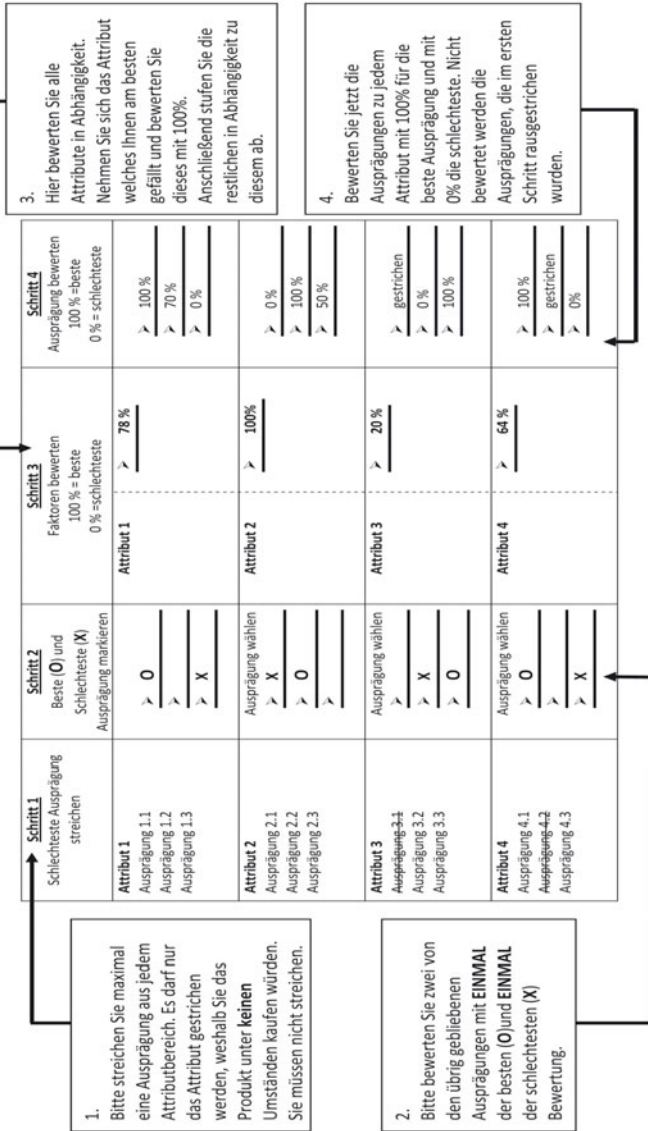 1.
Bitte streichen Sie maximal
eine Ausprägung aus jedem
Attributbereich. Es darf nur
das Attribut gestrichen
werden, weshalb Sie das
Produkt unter keinen
Umständen kaufen würden.
Sie müssen nicht streichen.
2.
Bitte bewerten Sie zwei von
den übrig gebliebenen
Ausprägungen mit EINMAL
der besten (O)und EINMAL
der schlechtesten (X)
Bewertung.
Schritt 1
Schlechteste Ausprägung
streichen
Schritt 2
Beste (O) und
Schlechteste (X)
Ausprägung markieren
Schritt 3
Faktoren bewerten
100 % = beste
0 % =schlechteste
Schritt 4
Ausprägung bewerten
100 % =beste
0 % = schlechteste
Attribut 1
Ausprägung 1.1
Ausprägung 1.2
Ausprägung 1.3
➢ O
➢
➢ X
Attribut 1
➢ 78 %
➢ 100 %
➢ 70 %
➢ 0 %
Attribut 2
Ausprägung 2.1
Ausprägung 2.2
Ausprägung 2.3
Ausprägung wählen
➢ X
➢ O
➢
Attribut 2
➢ 100%
➢ 0 %
➢ 100 %
➢ 50 %
Attribut 3
Ausprägung 3.1
Ausprägung 3.2
Ausprägung 3.3
Ausprägung wählen
➢
➢ X
➢ O
Attribut 3
➢ 20 %
➢ gestrichen
➢ 0 %
➢ 100 %
Attribut 4
Ausprägung 4.1
Ausprägung 4.2
Ausprägung 4.3
Ausprägung wählen
➢ O
➢
➢ X
Attribut 4
➢ 64 %
➢ 100 %
➢ gestrichen
➢ 0%
3.
Hier bewerten Sie alle
Attribute in Abhängigkeit.
Nehmen Sie sich das Attribut
welches Ihnen am besten
gefällt und bewerten Sie
dieses mit 100%.
Anschließend stufen Sie die
restlichen in Abhängigkeit zu
diesem ab.
4.
Bewerten Sie jetzt die
Ausprägungen zu jedem
Attribut mit 100% für die
beste Ausprägung und mit
0% die schlechteste. Nicht
bewertet werden die
Ausprägungen, die im ersten
Schritt rausgestrichen
wurden.